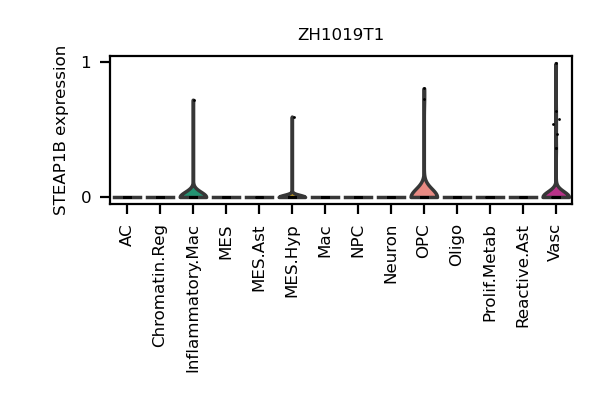 ZH1019T1
STEAP1B expression
1
0
AC
Chromatin.Reg
Inflammatory.Mac
MES
MES.Ast
MES.Hyp
Mac
NPC
Neuron
OPC
Oligo
Prolif.Metab
Reactive.Ast
Vasc